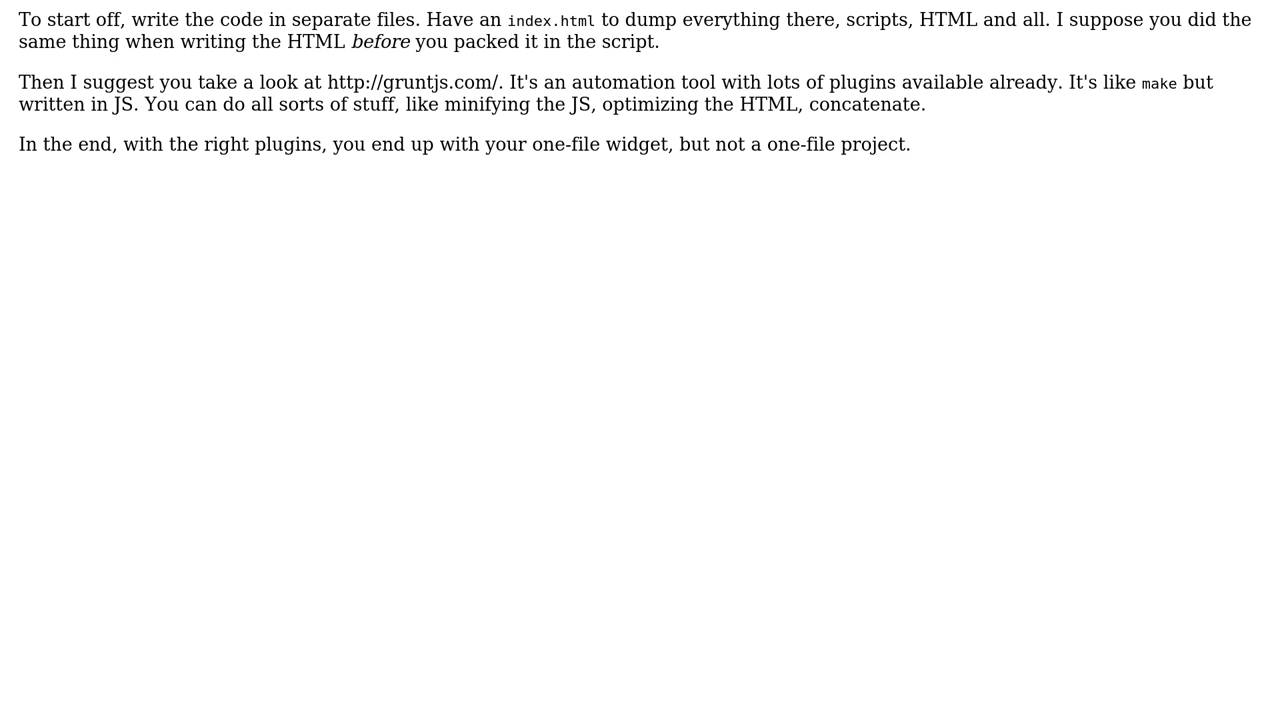 To start off, write the code in separate files. Have an index.html to dump everything there, scripts, HTML and all. I suppose you did the
same thing when writing the HTML before you packed it in the script.
Then I suggest you take a look at http://gruntjs.com/. It's an automation tool with lots of plugins available already. It's like make but
written in JS. You can do all sorts of stuff, like minifying the JS, optimizing the HTML, concatenate.
In the end, with the right plugins, you end up with your one-file widget, but not a one-file project.